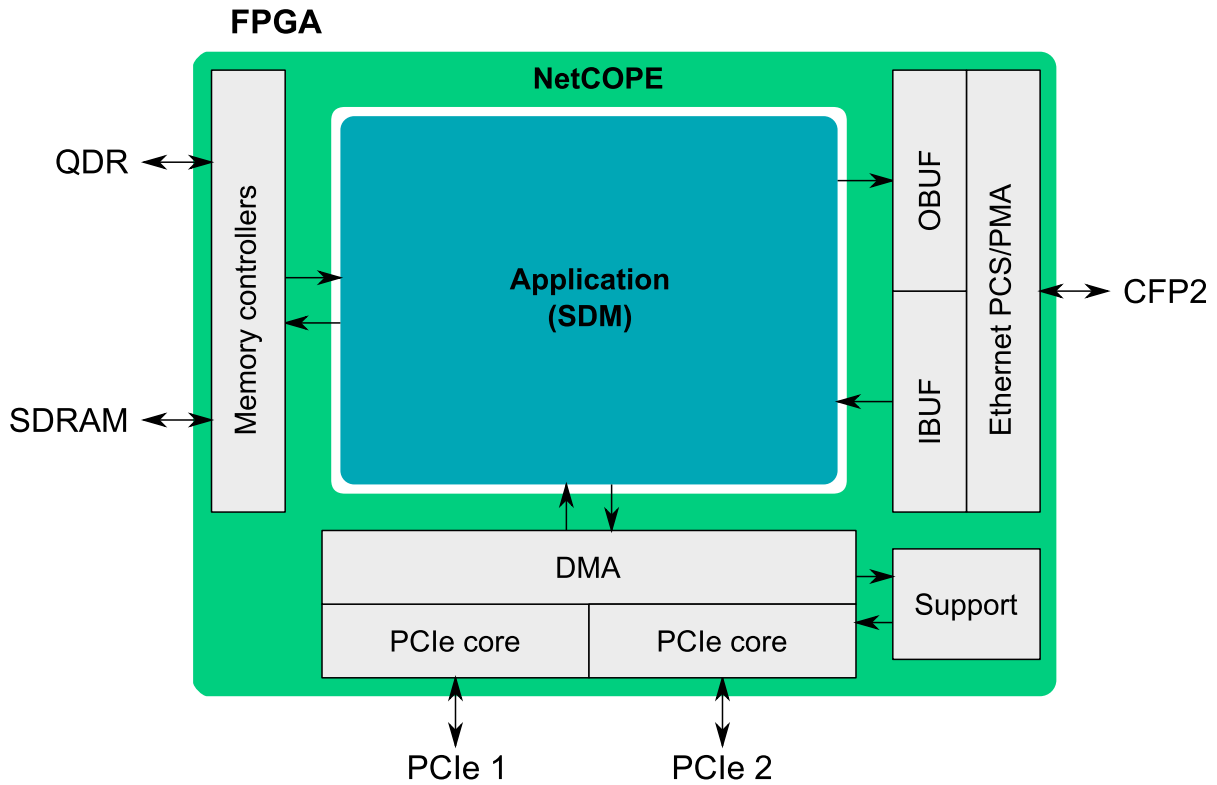 FPGA
NetCOPE
QDR
SDRAM
Memory controllers
Application
(SDM)
OBUF
IBUF
Ethernet PCS/PMA
CFP2
DMA
PCIe core
PCIe core
Support
PCIe 1
PCIe 2